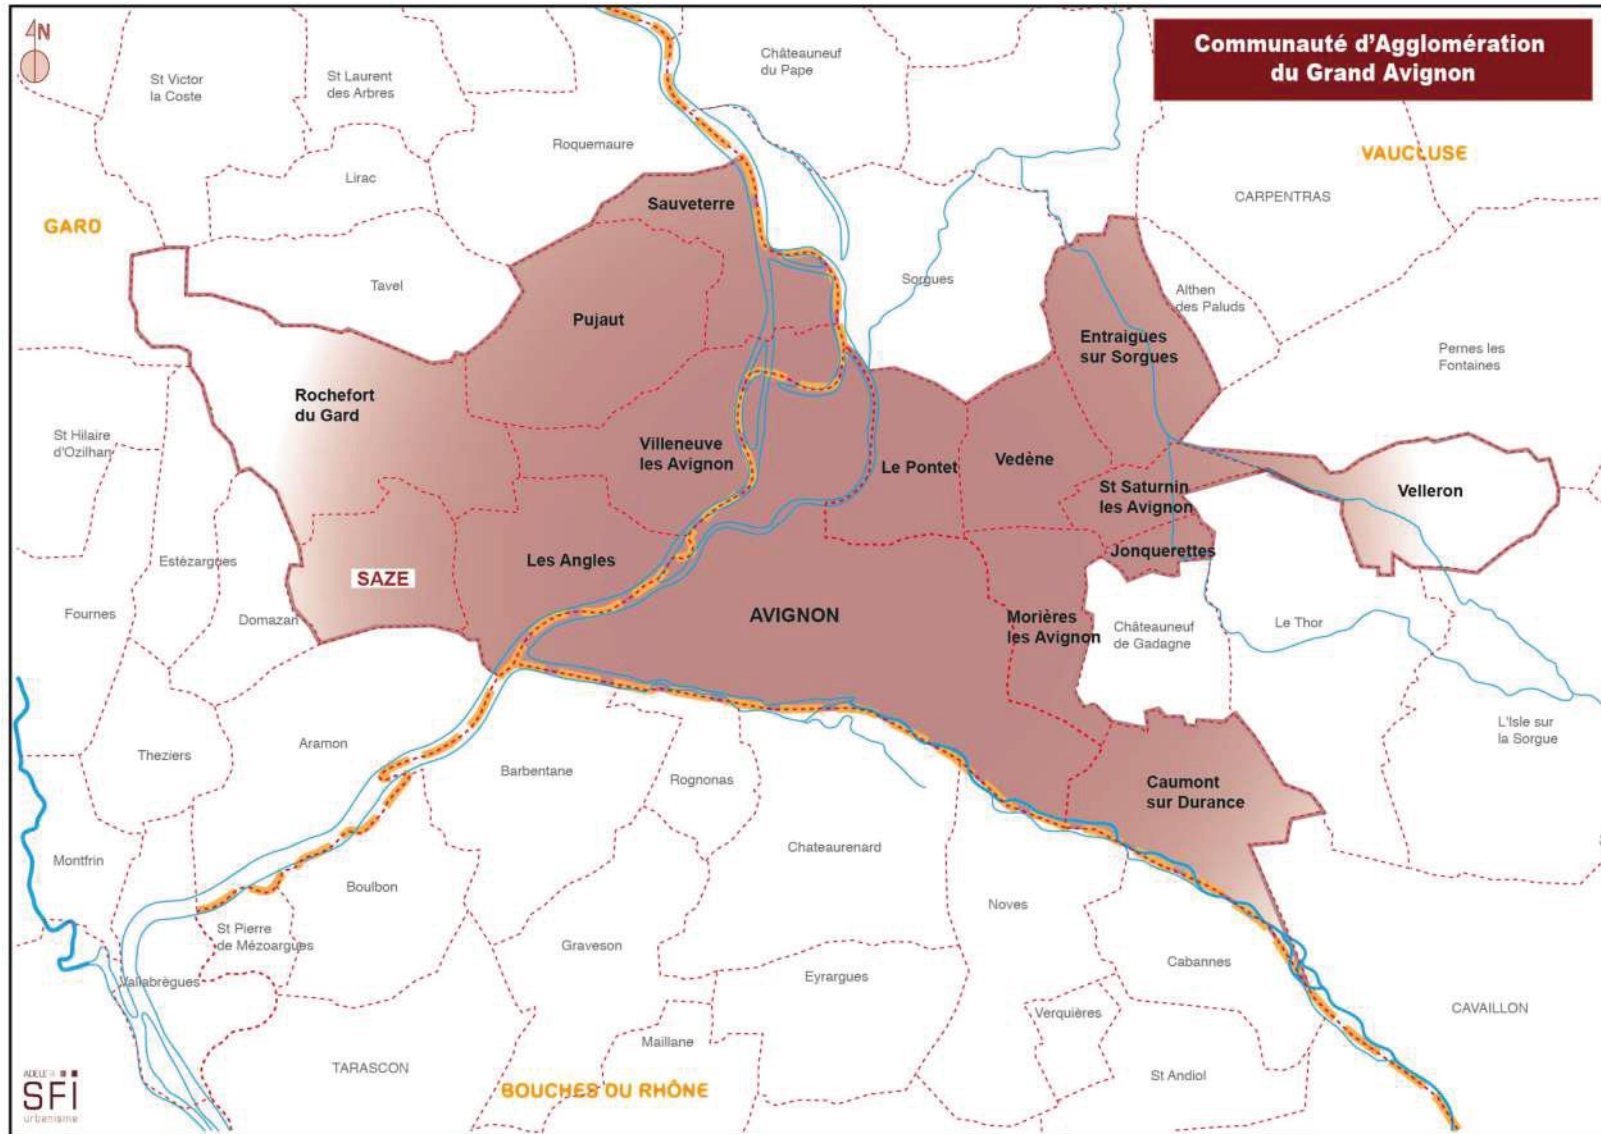 N
Communauté d'Agglomération
du Grand Avignon
Châteauneuf
du Pape
St Victor
la Coste
St Laurent
des Arbres
Roquemaure
VAUCLUSE
Lirac
CARPENTRAS
Sauveterre
GARD
Tavel
Sorgues
Althen
des Paluds
Pujaut
Entraigues
sur Sorgues
Pernes les
Fontaines
Rochefort
du Gard
St Hilaire
d'Ozilhan
Villeneuve
les Avignon
Le Pontet
Vedène
St Saturnin
les Avignon
Velleron
Jonquerettes
Estézargues
Les Angles
SAZE
Fournes
Domazan
AVIGNON
Morières
les Avignon
Châteauneuf
de Gadagne
Le Thor
L'Isle sur
la Sorgue
Theziers
Aramon
Barbentane
Rognonas
Caumont
sur Durance
Montfrin
Boulbon
Chateaurenard
Noves
St Pierre
de Mézoargues
Graveson
Cabannes
Vallabrègues
Eyrargues
CAVAILLON
Verquières
Maillane
TARASCON
St Andiol
BOUCHES DU RHÔNE
ADELE
SFI
urbanisme